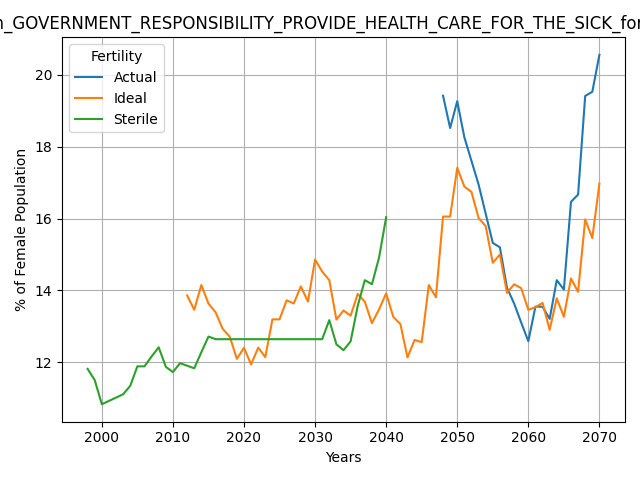 n_GOVERNMENT_RESPONSIBILITY_PROVIDE_HEALTH_CARE_FOR_THE_SICK_for
Fertility
Actual
Ideal
Sterile
% of Female Population
20
18
16
14
12
2000 2010 2020 2030 2040 2050 2060 2070
Years